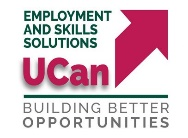 EMPLOYMENT
AND SKILLS
SOLUTIONS
UCan
BUILDING BETTER
OPPORTUNITIES